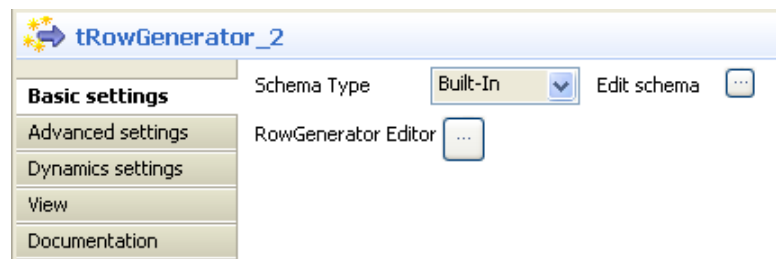 tRowGenerator_2
Basic settings
Schema Type Built-In Edit schema ...
Advanced settings
RowGenerator Editor ...
Dynamics settings
View
Documentation